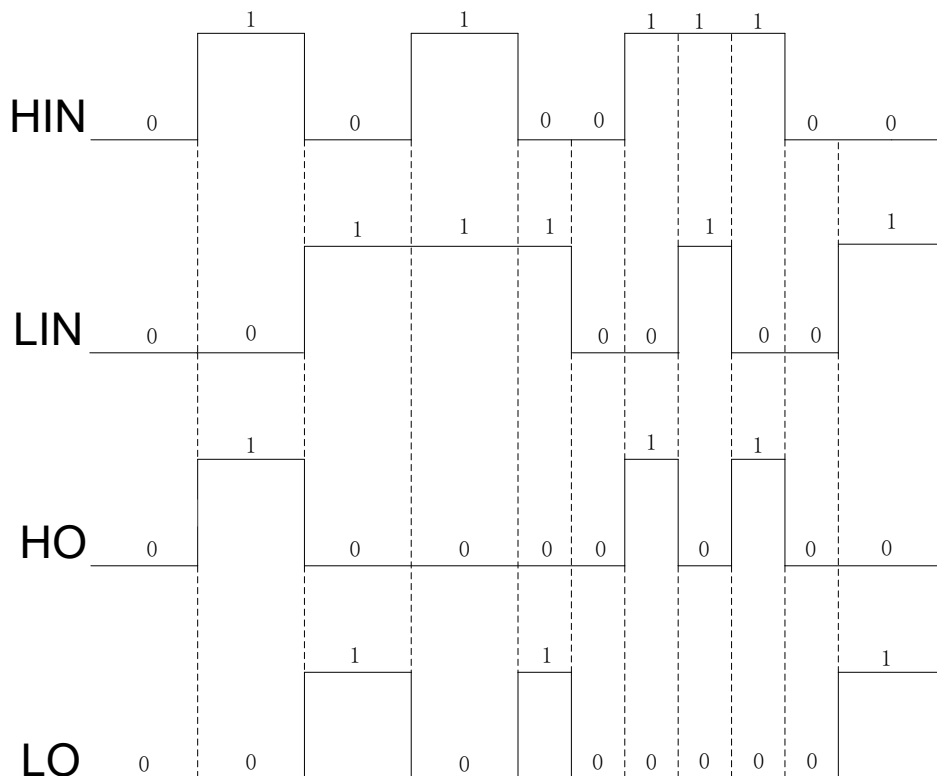 1 1 1 1 1
HIN 0 0 0 0 0 0
1 1 1 1 1
LIN 0 0 0 0 0 0
1 1 1
HO 0 0 0 0 0 0 0 0
1 1 1
LO 0 0 0 0 0 0 0 0